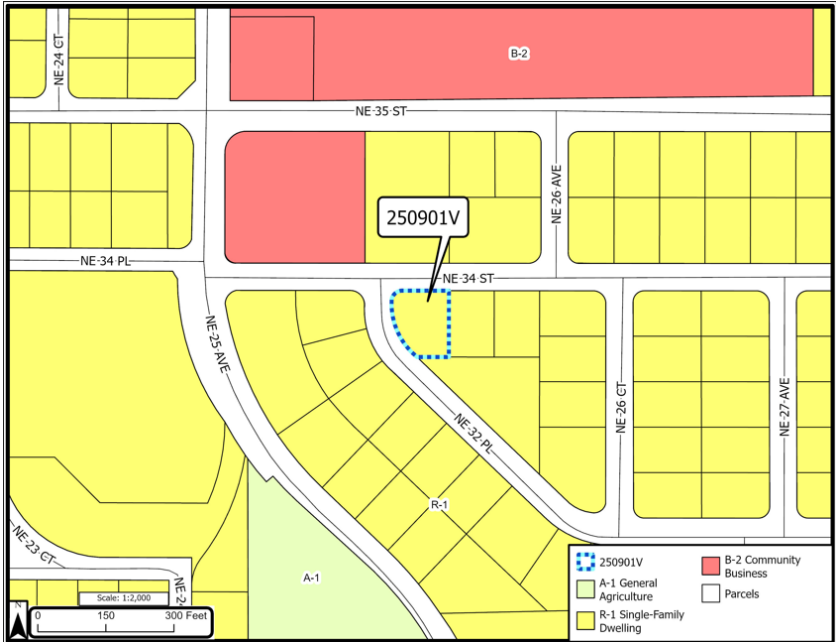 NE 24 CT
B-2
NE 35 ST
NE 26 AVE
250901V
NE 34 PL
NE 34 ST
NE 25 AVE
NE 32 PL
NE 26 CT
NE 27 AVE
R-1
NE 23 CT
NE 2
A-1
Scale: 1:2,000
N
0 150 300 Feet
250901V
A-1 General
Agriculture
R-1 Single-Family
Dwelling
B-2 Community
Business
Parcels